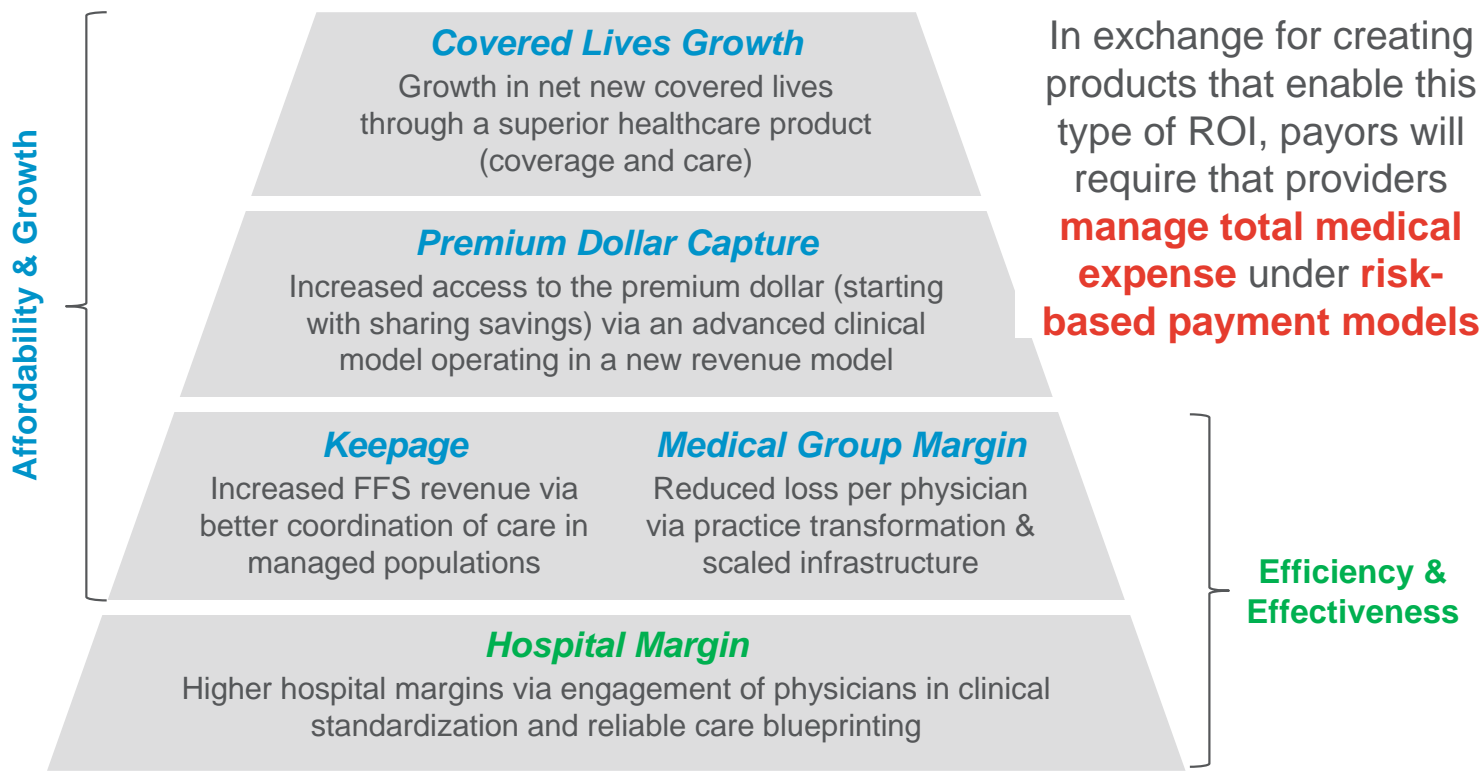 Affordability & Growth
Covered Lives Growth
Growth in net new covered lives
through a superior healthcare product
(coverage and care)
In exchange for creating
products that enable this
type of ROI, payors will
require that providers
manage total medical
expense under risk-
based payment models
Premium Dollar Capture
Increased access to the premium dollar (starting
with sharing savings) via an advanced clinical
model operating in a new revenue model
Keepage
Increased FFS revenue via
better coordination of care in
managed populations
Medical Group Margin
Reduced loss per physician
via practice transformation &
scaled infrastructure
Efficiency &
Effectiveness
Hospital Margin
Higher hospital margins via engagement of physicians in clinical
standardization and reliable care blueprinting